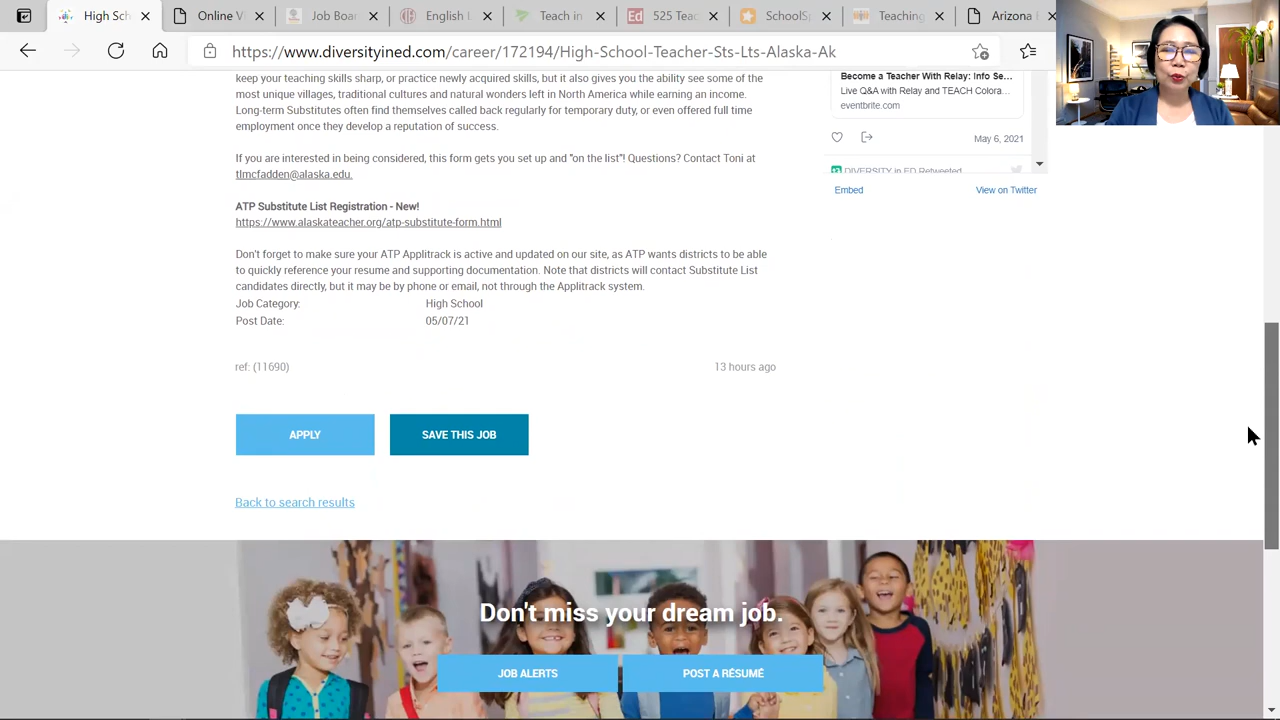 High Sch
Online V
Job Boar
English L
Teach in
525 Teac
SchoolSp
Teaching
Arizona
https://www.diversityined.com/career/172194/High-School-Teacher-Sts-Lts-Alaska-Ak
keep your teaching skills sharp, or practice newly acquired skills, but it also gives you the ability see some of the
most unique villages, traditional cultures and natural wonders left in North America while earning an income.
Long-term Substitutes often find themselves called back regularly for temporary duty, or even offered full time
employment once they develop a reputation of success.
If you are interested in being considered, this form gets you set up and "on the list"! Questions? Contact Toni at
tlmcfadden@alaska.edu.
ATP Substitute List Registration - New!
https://www.alaskateacher.org/atp-substitute-form.html
Don't forget to make sure your ATP Applitrack is active and updated on our site, as ATP wants districts to be able
to quickly reference your resume and supporting documentation. Note that districts will contact Substitute List
candidates directly, but it may be by phone or email, not through the Applitrack system.
Job Category: High School
Post Date: 05/07/21
ref: (11690) 13 hours ago
APPLY SAVE THIS JOB
Back to search results
Become a Teacher With Relay: Info Se...
Live Q&A with Relay and TEACH Colora...
eventbrite.com
May 6, 2021
DIVERSITY in ED Retweeted
Embed View on Twitter
Don't miss your dream job.
JOB ALERTS POST A RÉSUMÉ